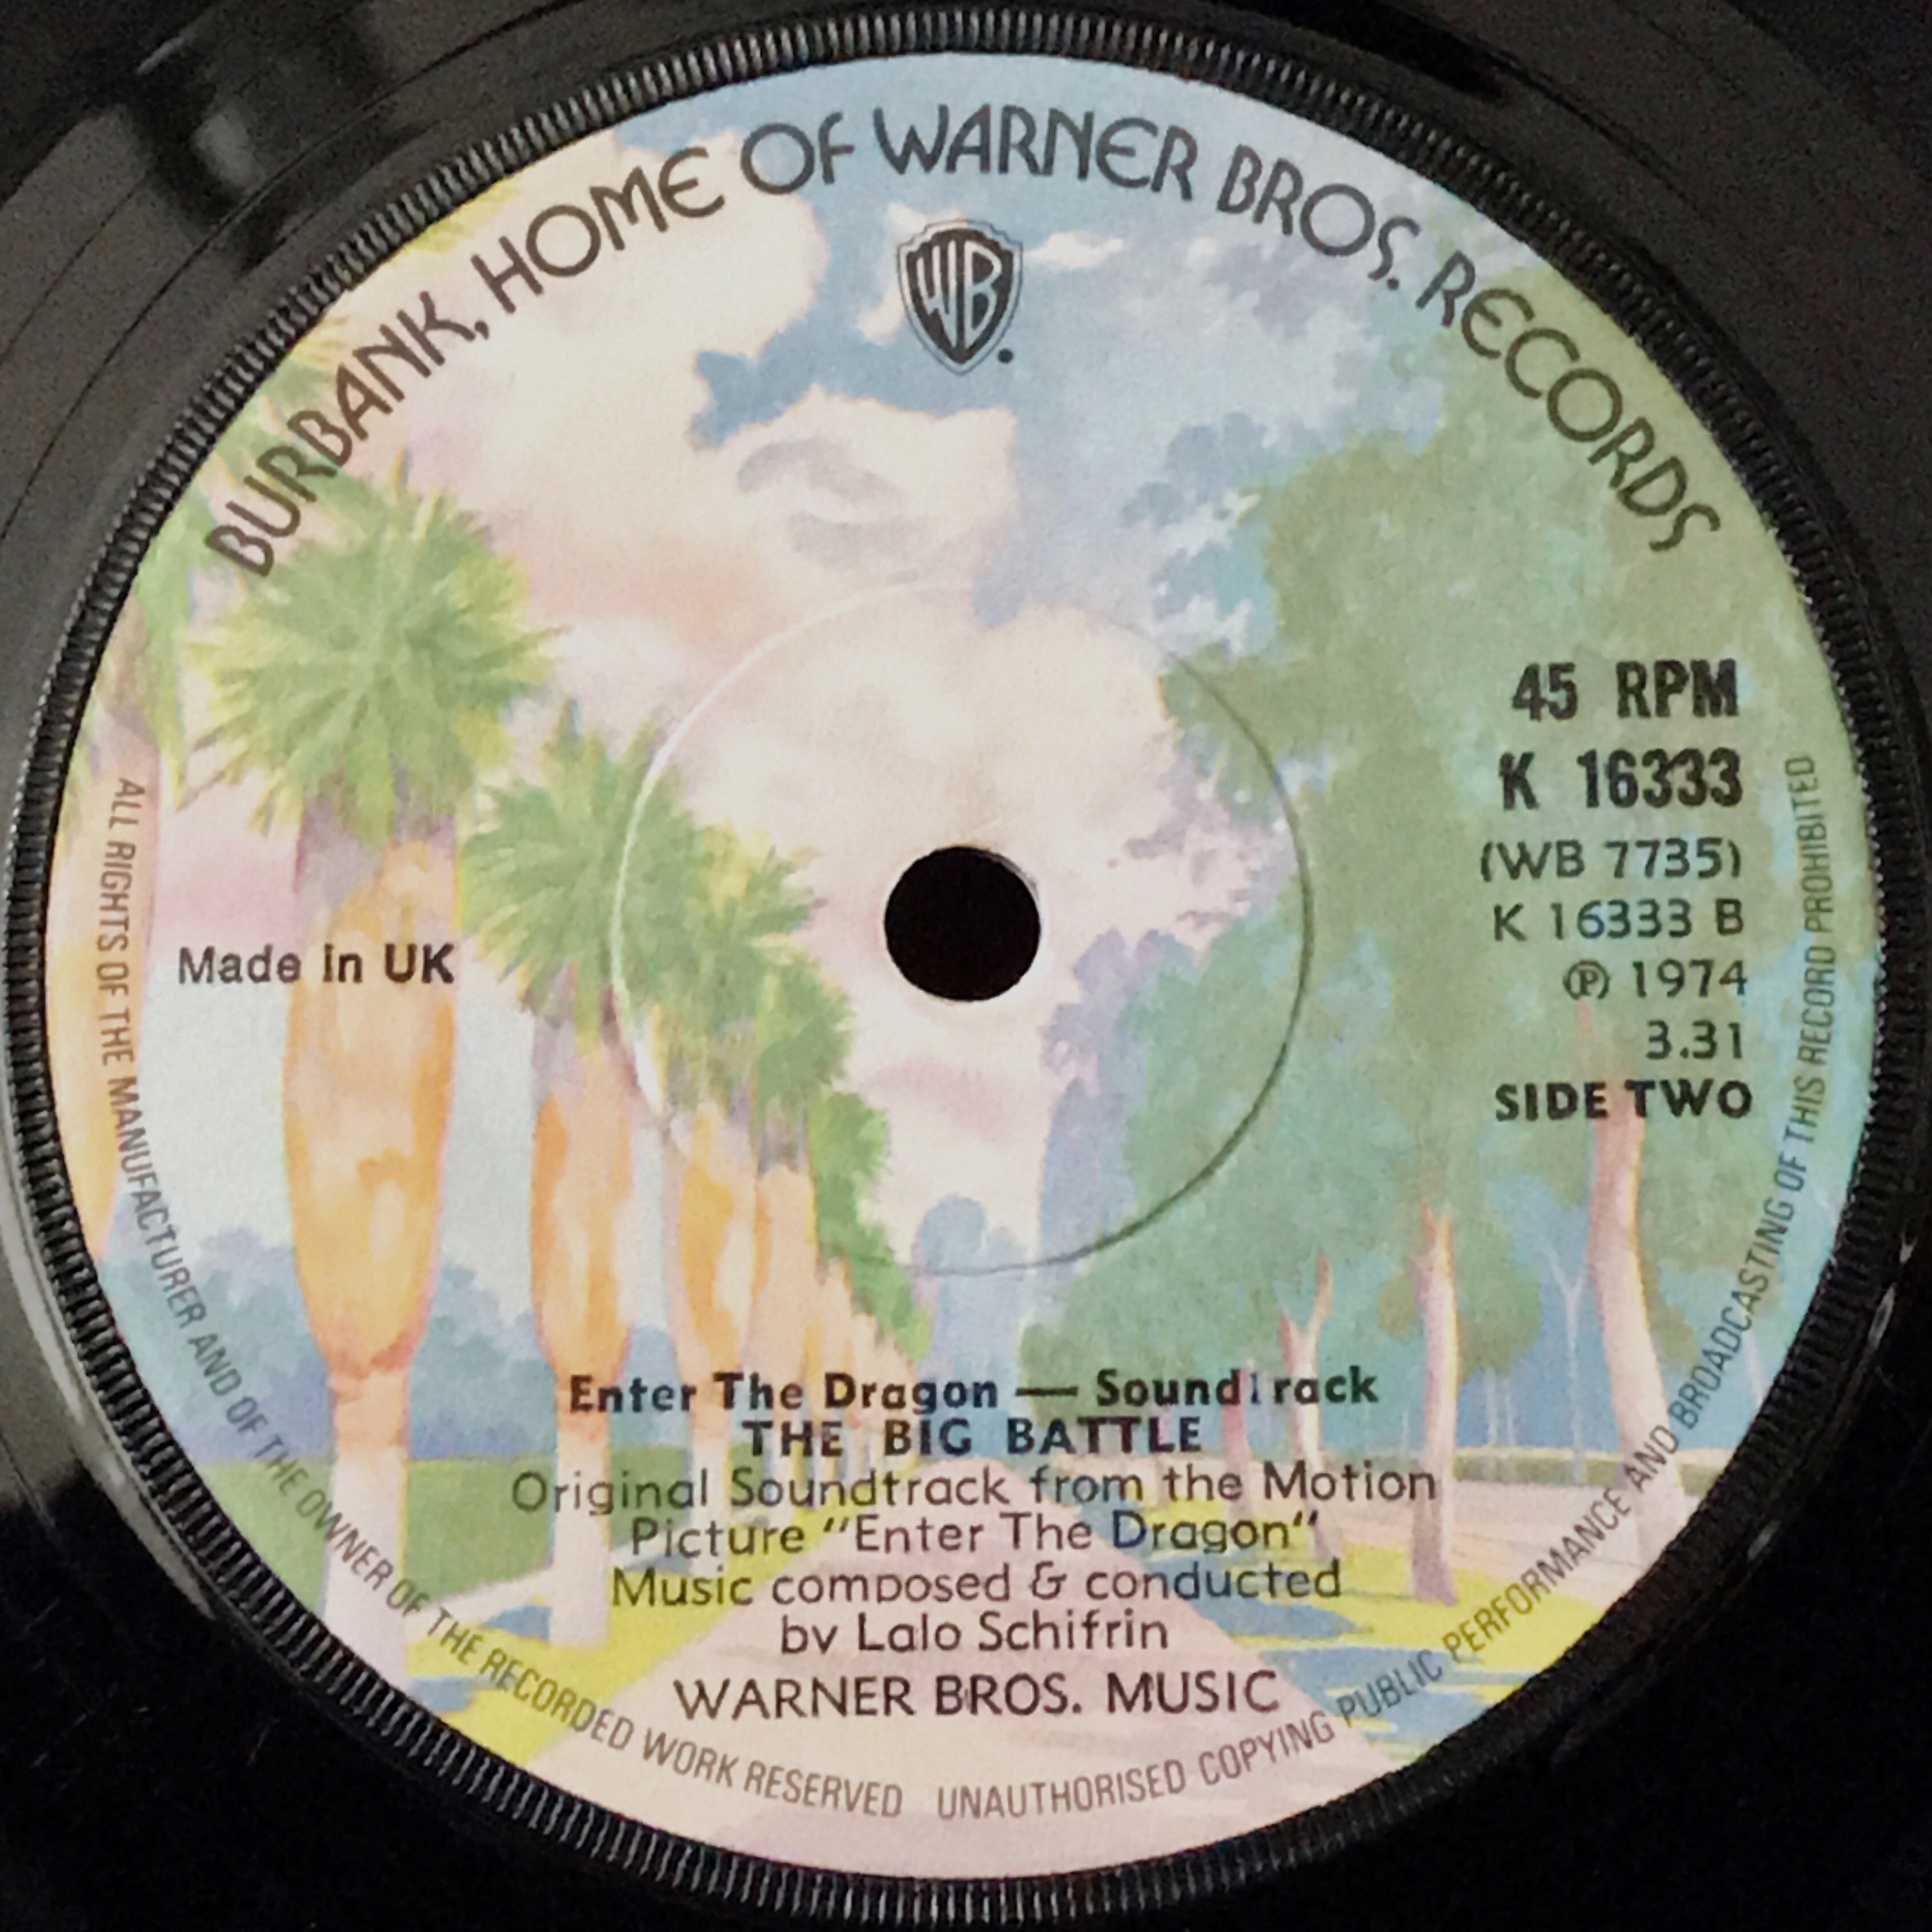 BURBANK, HOME OF WARNER BROS. RECORDS
WB
45 RPM
K 16333
(WB 7735)
K 16333 B
Ⓟ 1974
3.31
SIDE TWO
Made in UK
Enter The Dragon — Soundtrack
THE BIG BATTLE
Original Soundtrack from the Motion
Picture "Enter The Dragon"
Music composed & conducted
by Lalo Schifrin
WARNER BROS. MUSIC
ALL RIGHTS OF THE MANUFACTURER AND OF THE OWNER OF THE RECORDED WORK RESERVED UNAUTHORISED COPYING PUBLIC PERFORMANCE AND BROADCASTING OF THIS RECORD PROHIBITED